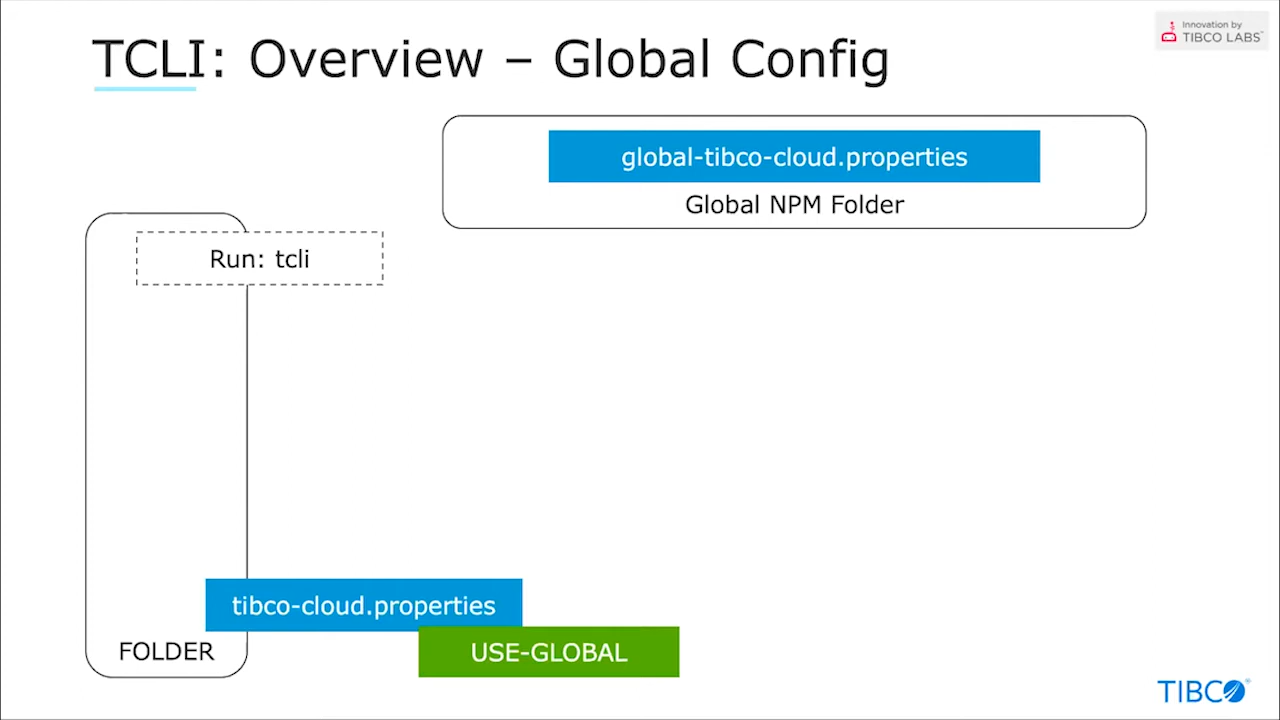 TCLI: Overview – Global Config
Innovation by
TIBCO LABS™
global-tibco-cloud.properties
Global NPM Folder
Run: tcli
tibco-cloud.properties
FOLDER
USE-GLOBAL
TIBCO®